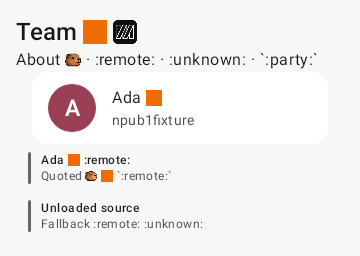 Team
About · :remote: · :unknown: · `:party:`
A
Ada
npub1fixture
Ada :remote:
Quoted `:remote:`
Unloaded source
Fallback :remote: :unknown: